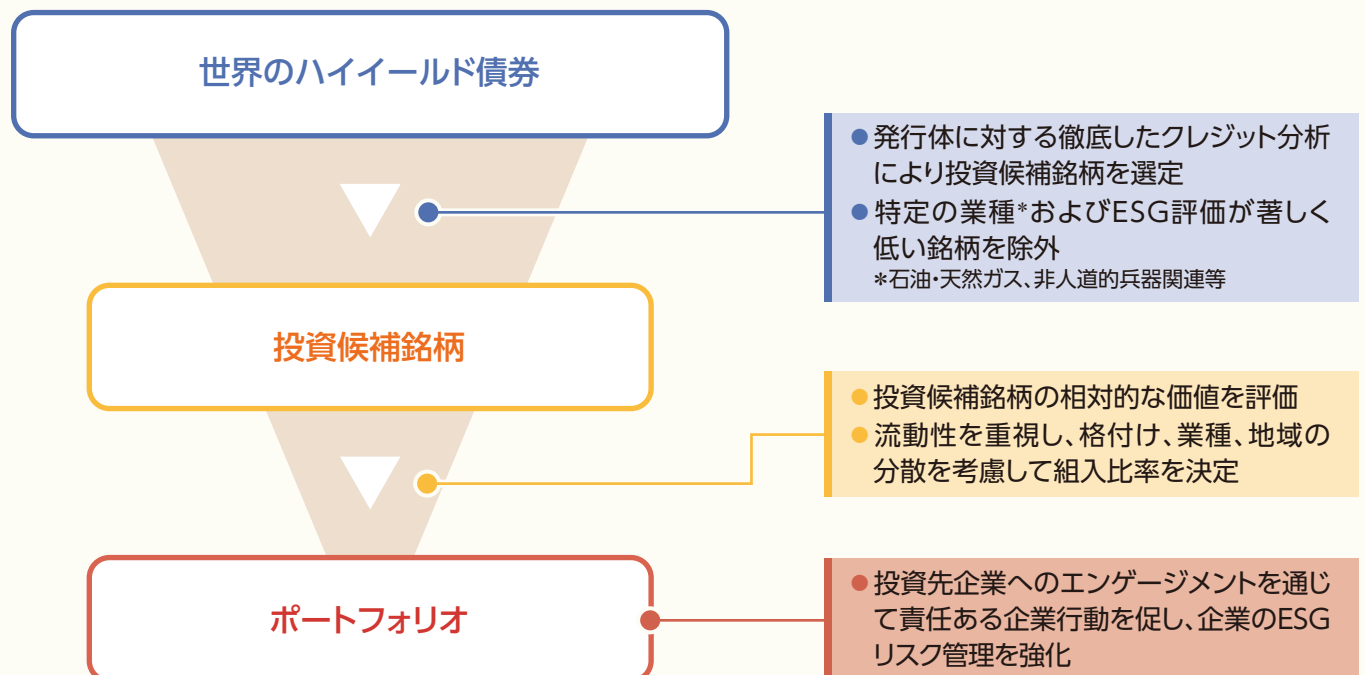 世界のハイイールド債券
●発行体に対する徹底したクレジット分析
により投資候補銘柄を選定
●特定の業種*およびESG評価が著しく
低い銘柄を除外
*石油・天然ガス、非人道的兵器関連等
投資候補銘柄
●投資候補銘柄の相対的な価値を評価
●流動性を重視し、格付け、業種、地域の
分散を考慮して組入比率を決定
ポートフォリオ
●投資先企業へのエンゲージメントを通じ
て責任ある企業行動を促し、企業のESG
リスク管理を強化